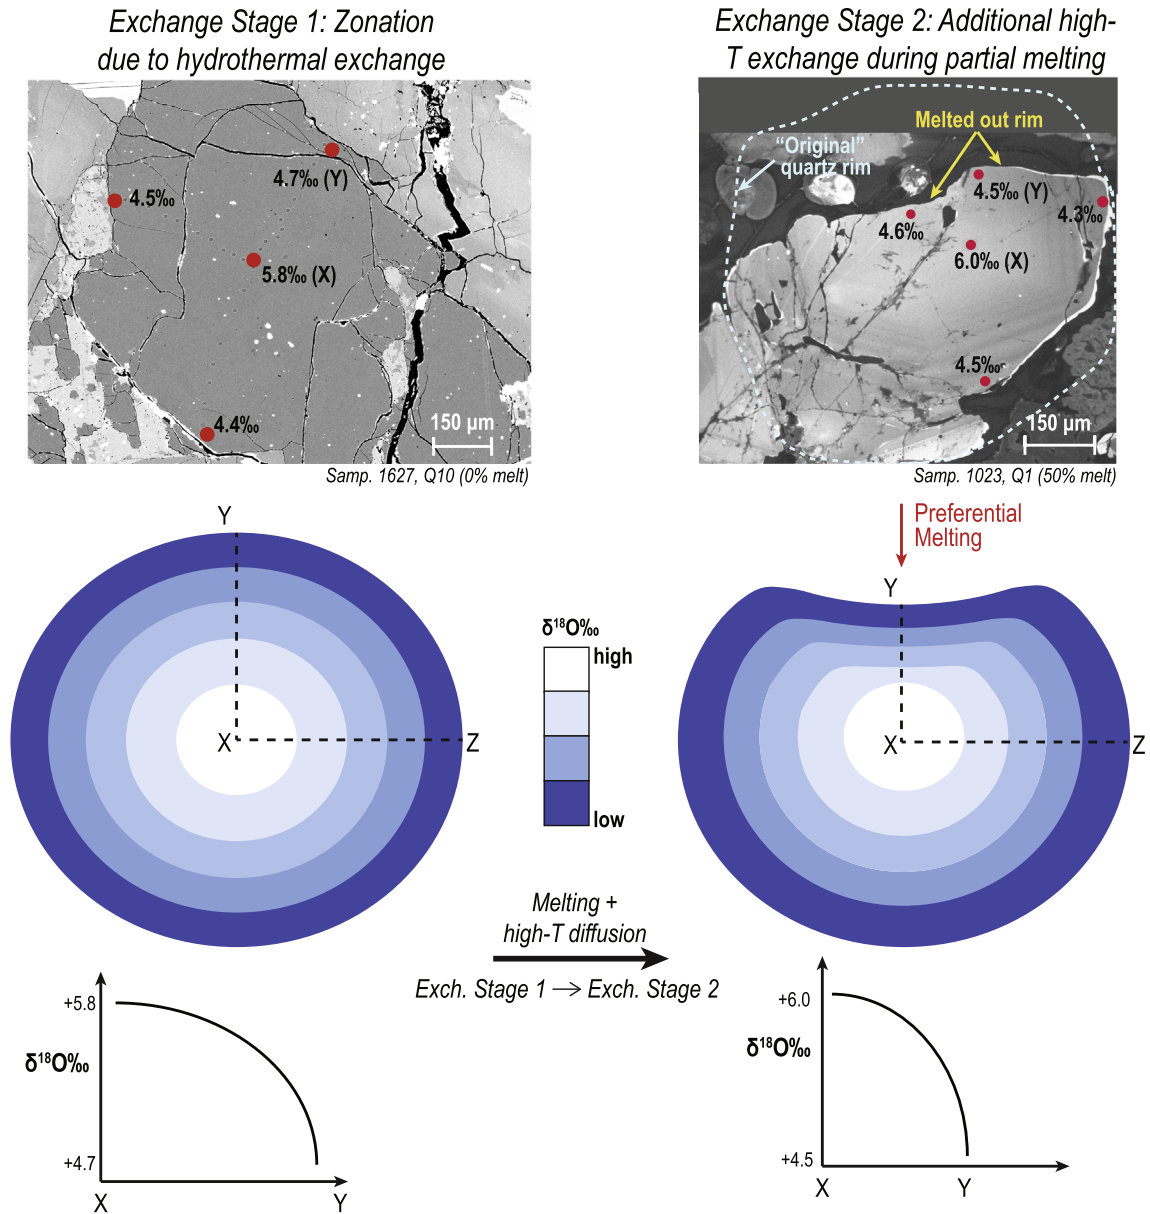 Exchange Stage 1: Zonation
due to hydrothermal exchange
4.7‰ (Y)
4.5‰
5.8‰ (X)
4.4‰
150 µm
Samp. 1627, Q10 (0% melt)
Exchange Stage 2: Additional high-
T exchange during partial melting
Melted out rim
“Original”
quartz rim
4.5‰ (Y)
4.3‰
4.6‰
6.0‰ (X)
4.5‰
150 µm
Samp. 1023, Q1 (50% melt)
Preferential
Melting
Y
X
Z
δ¹⁸O‰
high
low
Y
X
Z
Melting +
high-T diffusion
Exch. Stage 1 → Exch. Stage 2
+5.8
δ¹⁸O‰
+4.7
X
Y
+6.0
δ¹⁸O‰
+4.5
X
Y